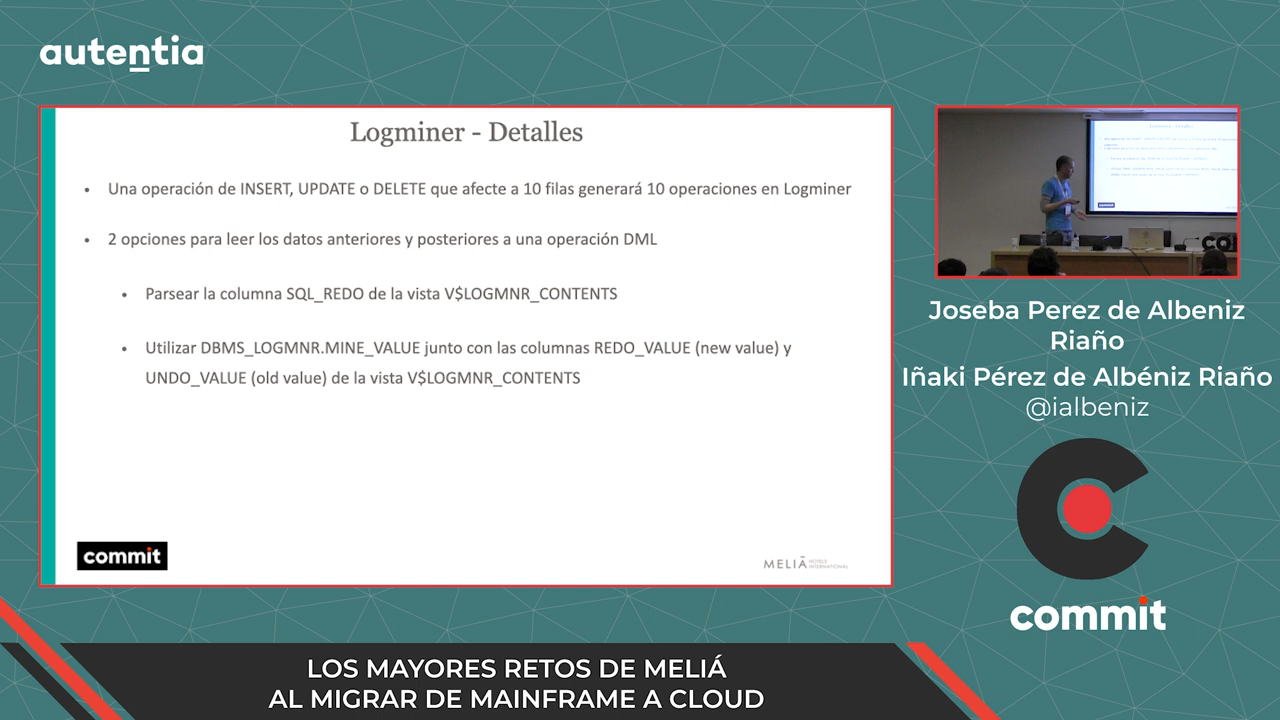 autentia
Logminer - Detalles
• Una operación de INSERT, UPDATE o DELETE que afecte a 10 filas generará 10 operaciones en Logminer
• 2 opciones para leer los datos anteriores y posteriores a una operación DML
• Parsear la columna SQL_REDO de la vista V$LOGMNR_CONTENTS
• Utilizar DBMS_LOGMNR.MINE_VALUE junto con las columnas REDO_VALUE (new value) y
UNDO_VALUE (old value) de la vista V$LOGMNR_CONTENTS
commit
MELIÁ HOTELS
INTERNATIONAL
Joseba Perez de Albeniz
Riaño
Iñaki Pérez de Albéniz Riaño
@ialbeniz
commit
LOS MAYORES RETOS DE MELIÁ
AL MIGRAR DE MAINFRAME A CLOUD